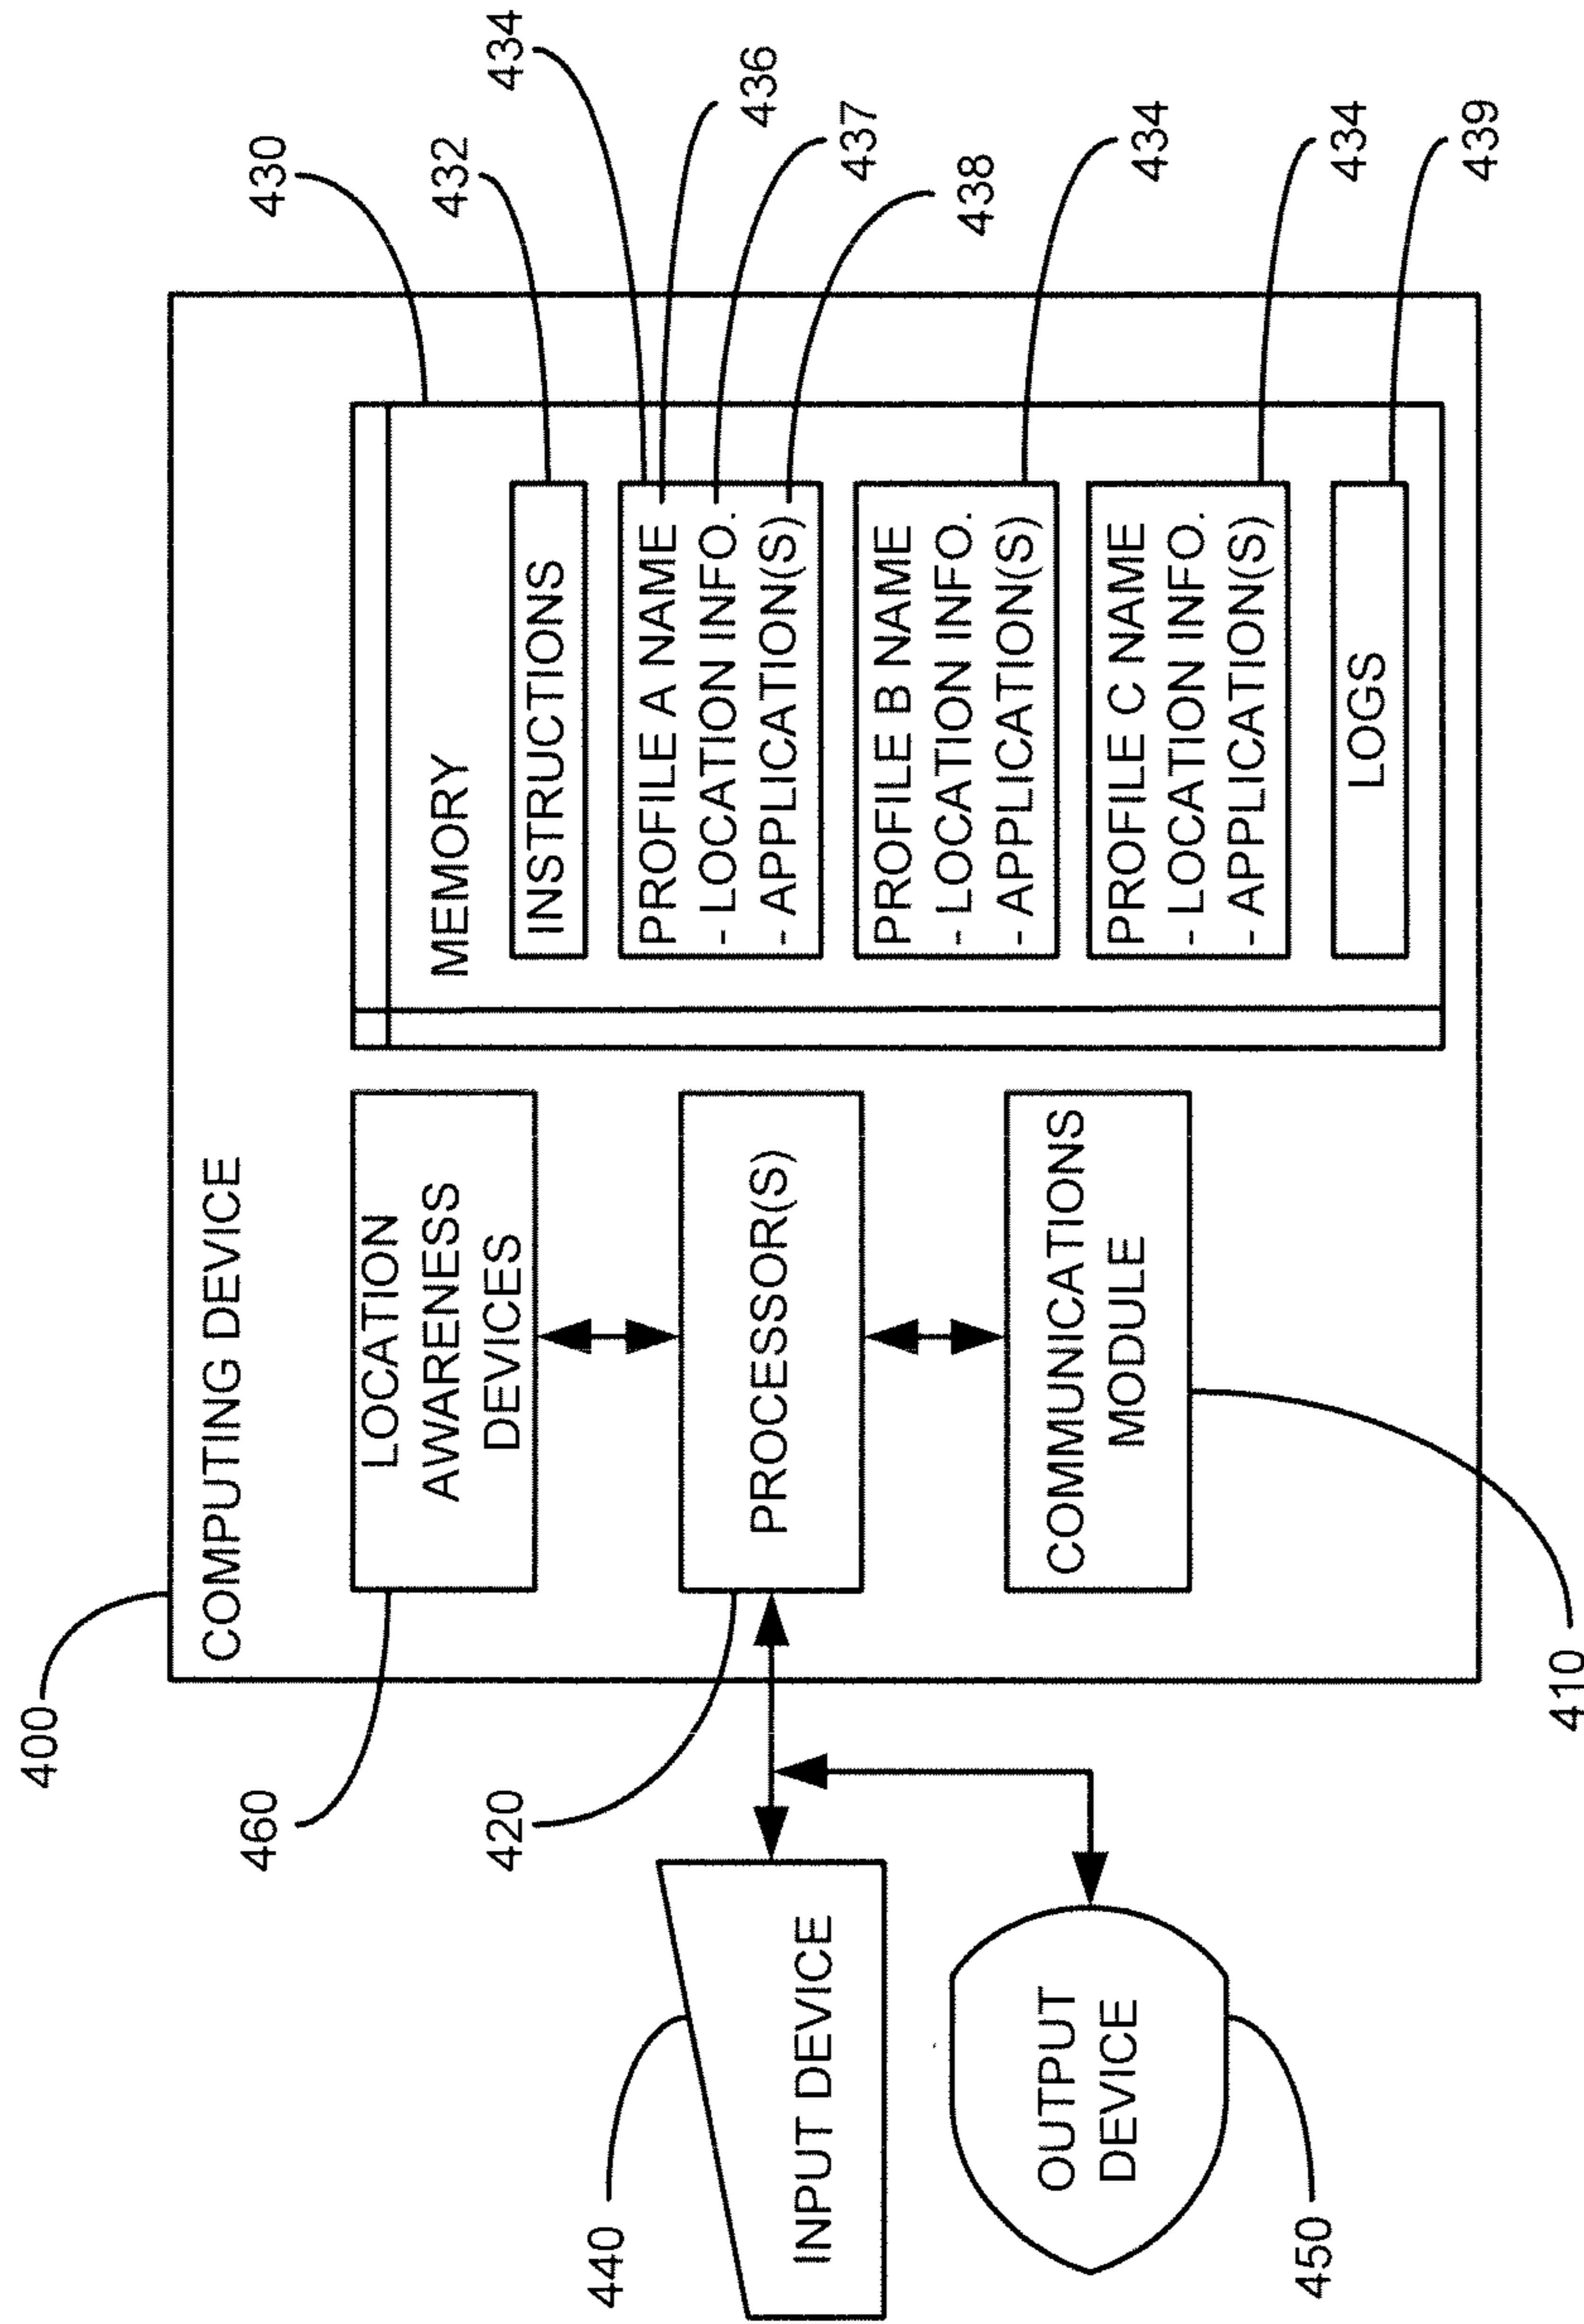 400
COMPUTING DEVICE
460
LOCATION
AWARENESS
DEVICES
420
PROCESSOR(S)
COMMUNICATIONS
MODULE
410
440
INPUT DEVICE
OUTPUT
DEVICE
450
MEMORY
430
INSTRUCTIONS
432
434
PROFILE A NAME
436
- LOCATION INFO.
437
- APPLICATION(S)
438
PROFILE B NAME
- LOCATION INFO.
- APPLICATION(S)
434
PROFILE C NAME
- LOCATION INFO.
- APPLICATION(S)
434
LOGS
439